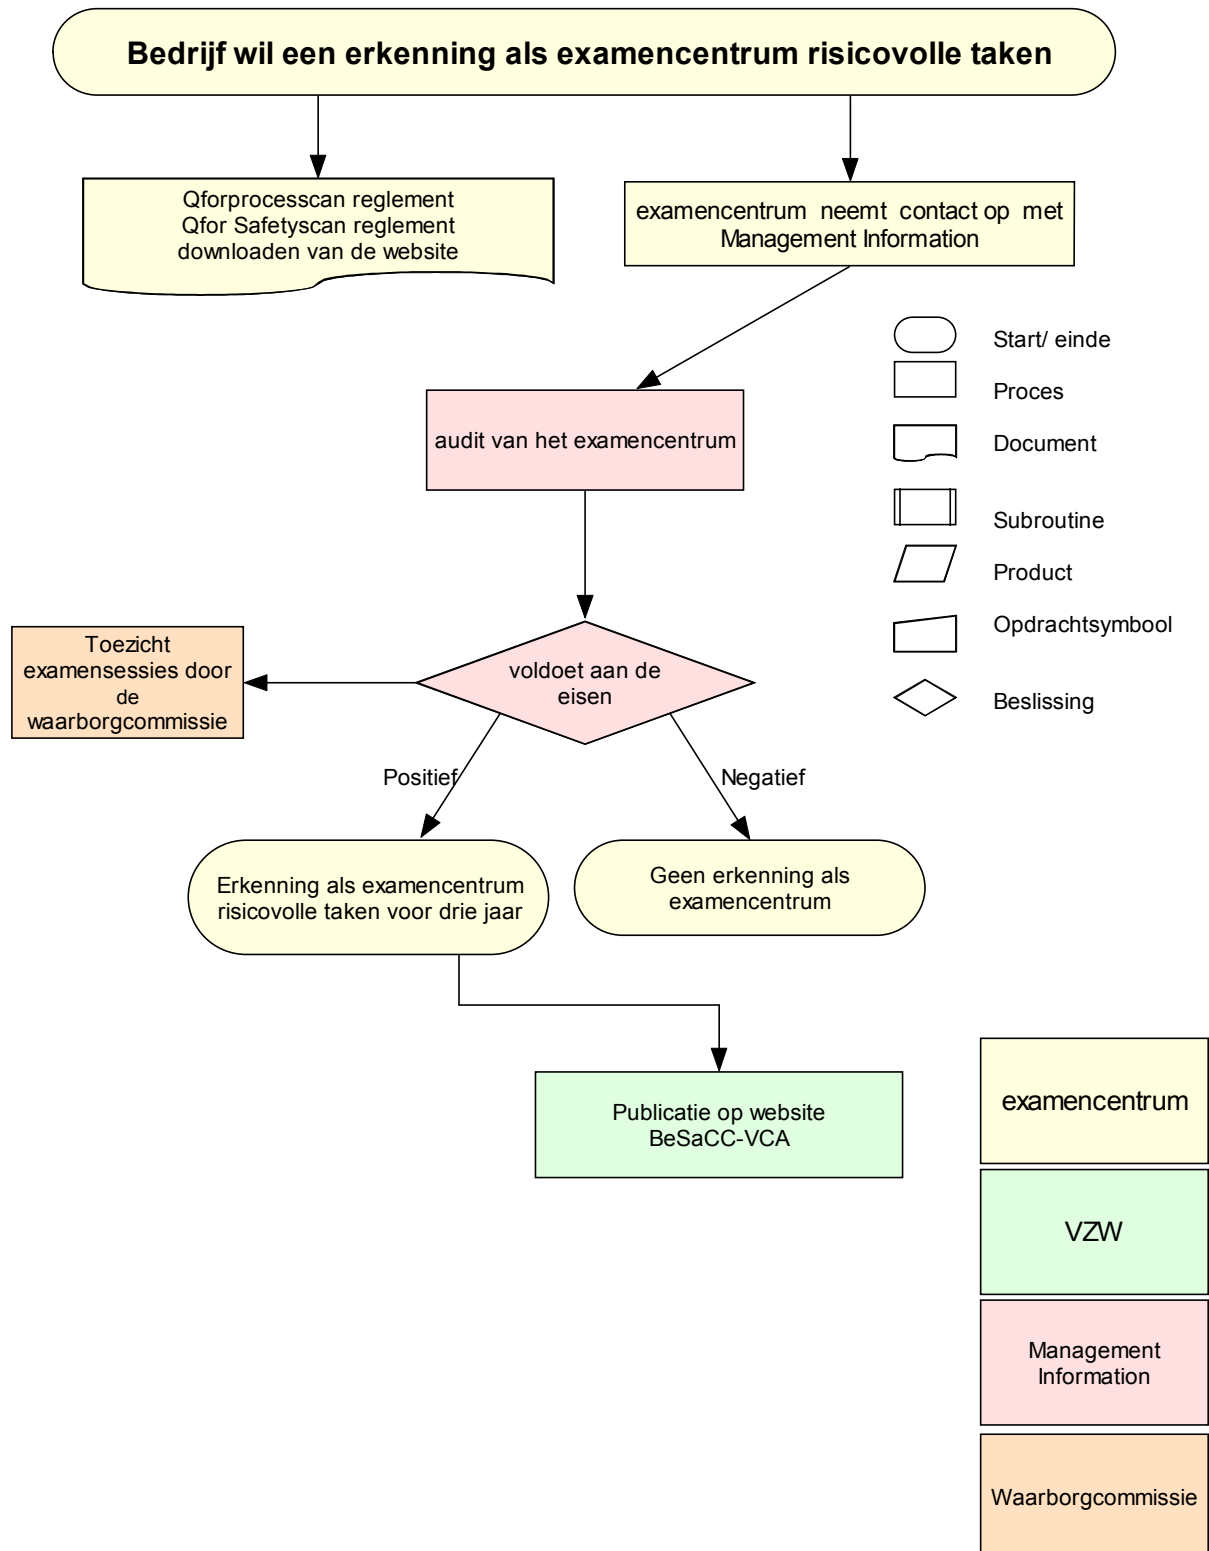 Bedrijf wil een erkenning als examencentrum risicovolle taken
Qforprocesscan reglement
Qfor Safetyscan reglement
downloaden van de website
examencentrum neemt contact op met
Management Information
Start/ einde
Proces
Document
Subroutine
Product
Opdrachtsymbool
Beslissing
audit van het examencentrum
voldoet aan de
eisen
Toezicht
examensessies door
de
waarborgcommissie
Positief
Negatief
Erkenning als examencentrum
risicovolle taken voor drie jaar
Geen erkenning als
examencentrum
Publicatie op website
BeSaCC-VCA
examencentrum
VZW
Management
Information
Waarborgcommissie